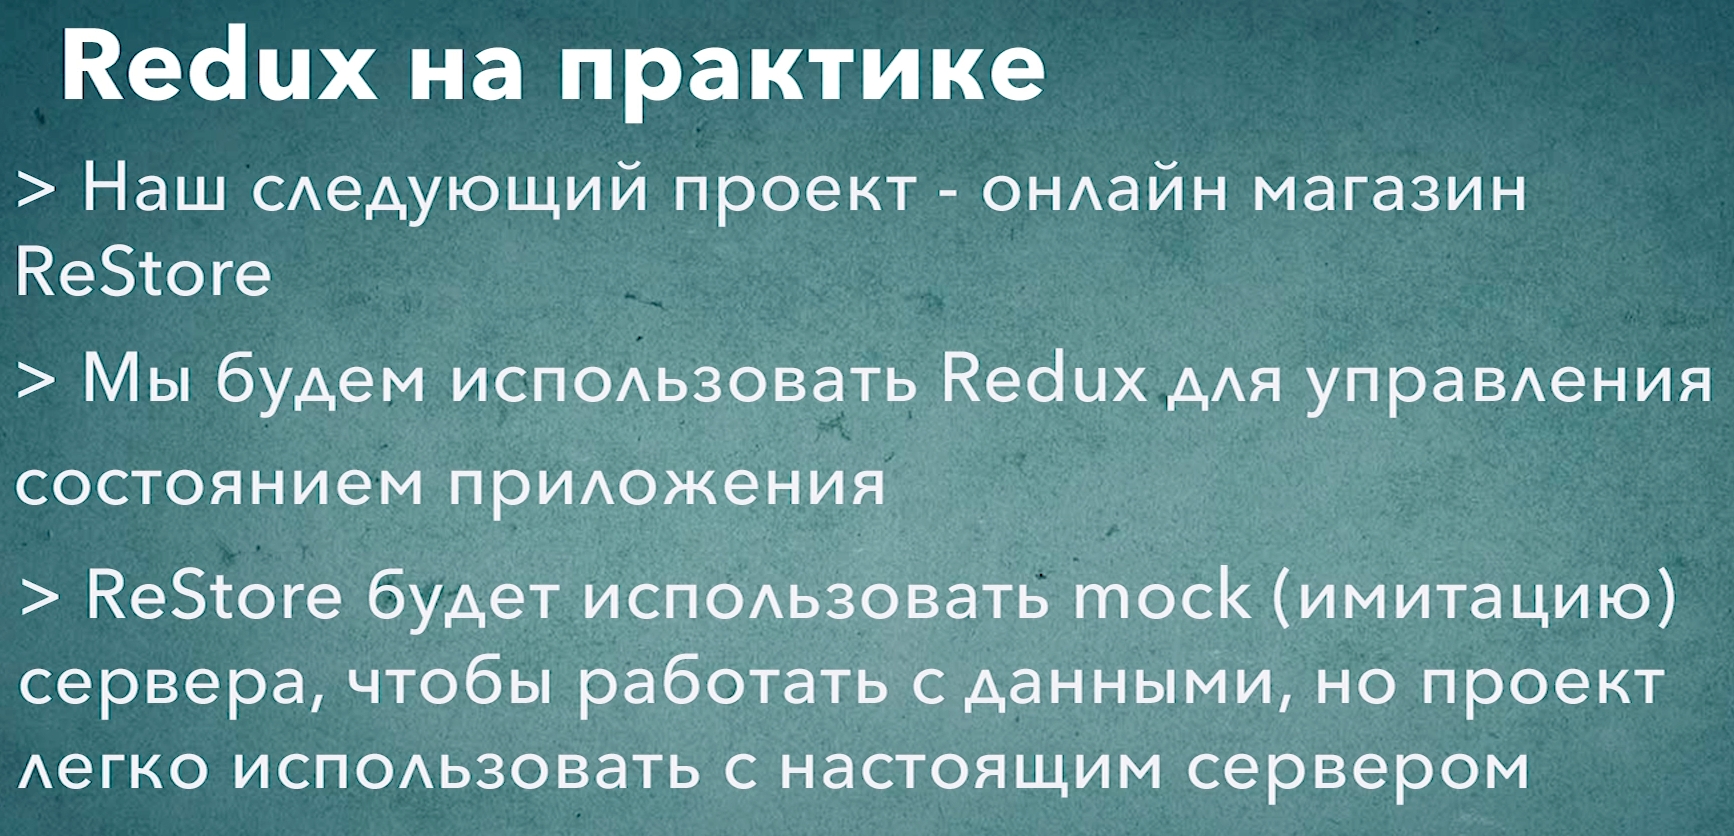 Redux на практике
> Наш следующий проект - онлайн магазин
ReStore
> Мы будем использовать Redux для управления
состоянием приложения
> ReStore будет использовать mock (имитацию)
сервера, чтобы работать с данными, но проект
легко использовать с настоящим сервером